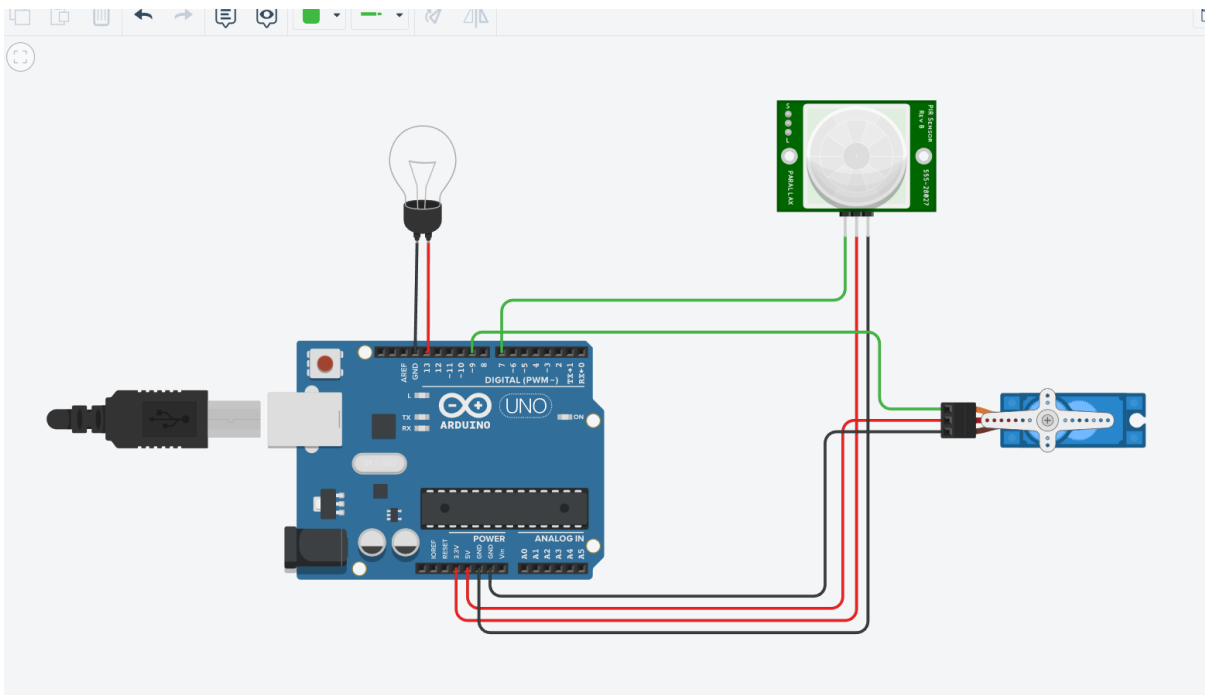 PIR SENSOR
REV B
555-28027
S
L
PARALLAX
AREF
GND
13
12
~11
~10
~9
8
7
~6
~5
4
~3
2
TX→1
RX←0
DIGITAL (PWM~)
L
TX
RX
ARDUINO
UNO
ON
POWER
ANALOG IN
IOREF
RESET
3.3V
5V
GND
GND
Vin
A0
A1
A2
A3
A4
A5